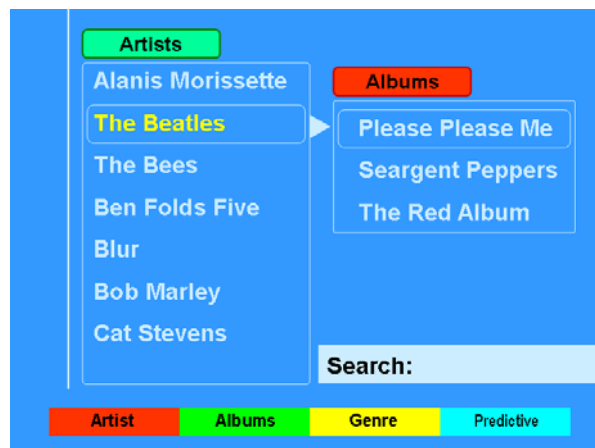 Artists
Alanis Morissette
The Beatles
The Bees
Ben Folds Five
Blur
Bob Marley
Cat Stevens
Albums
Please Please Me
Seargent Peppers
The Red Album
Search:
Artist Albums Genre Predictive